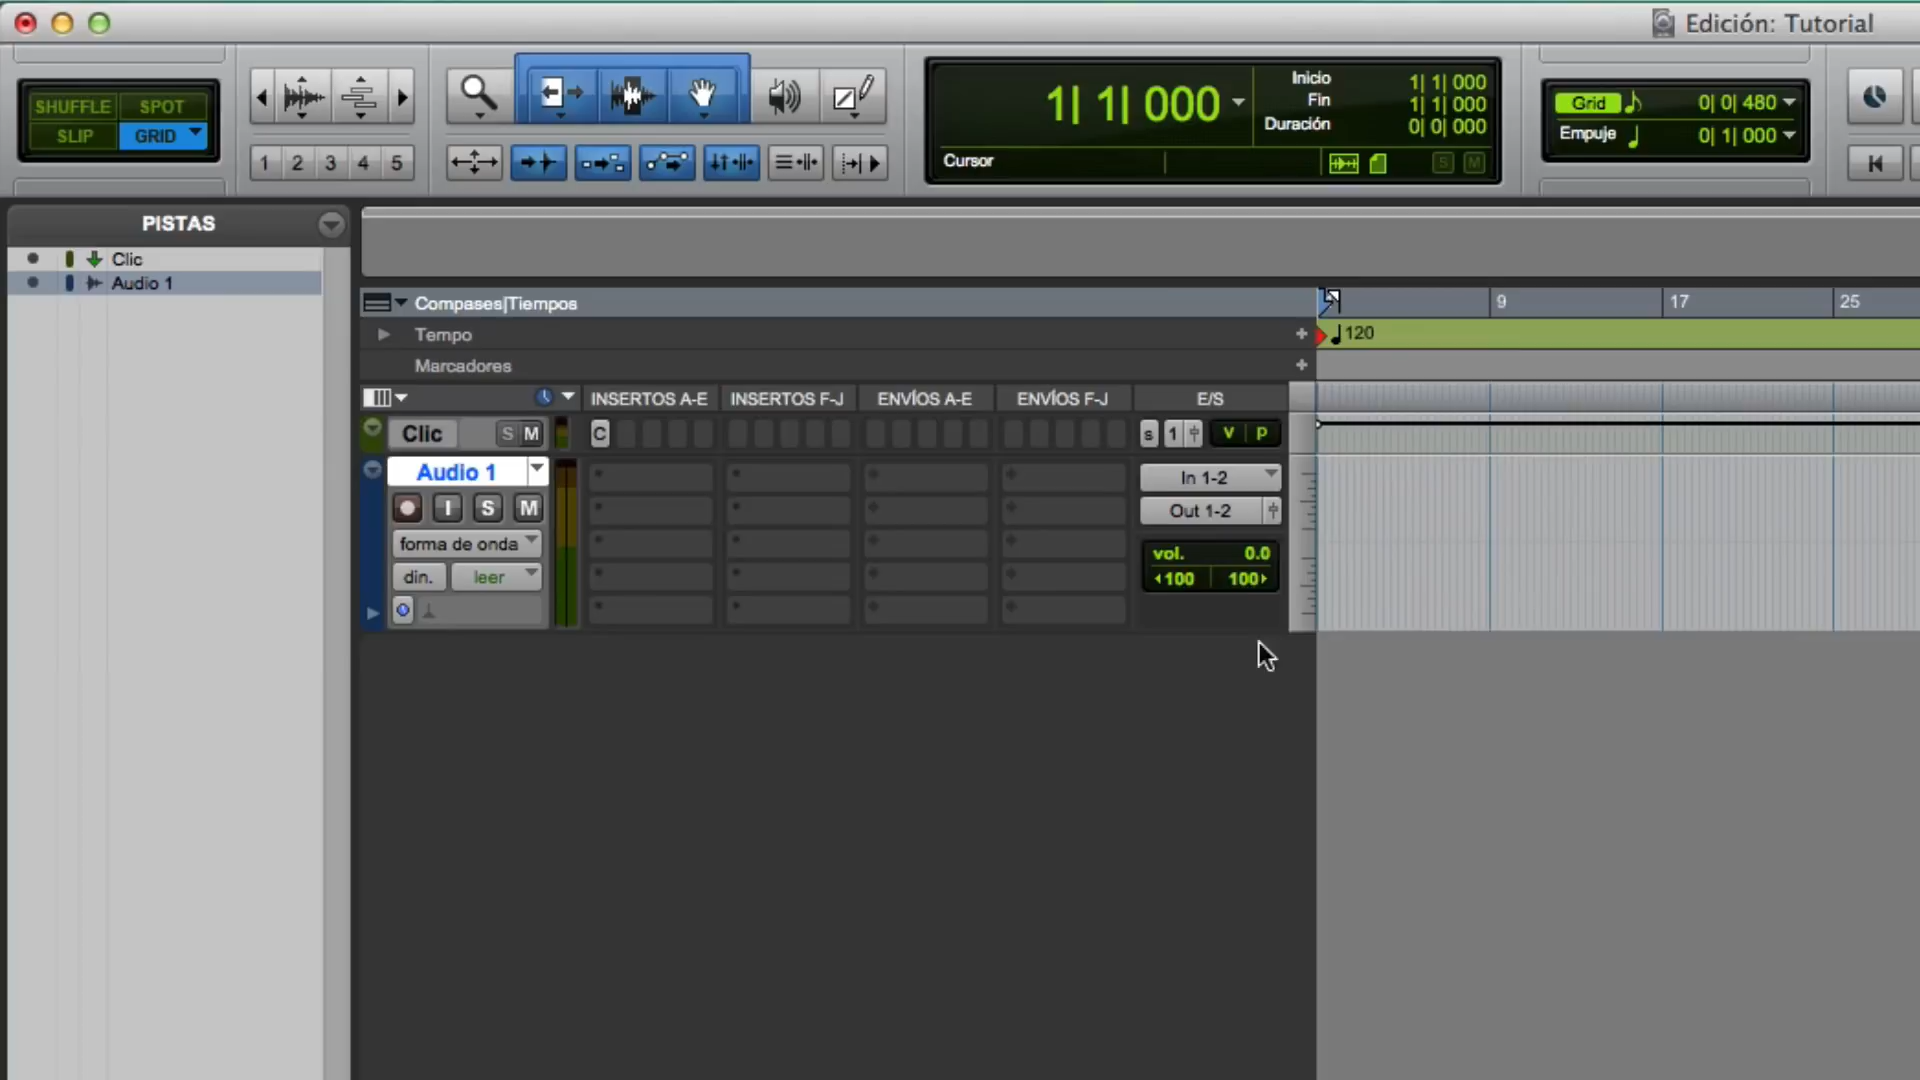 Edición: Tutorial
SHUFFLE SPOT
SLIP GRID
1 2 3 4 5
1| 1| 000
Inicio 1| 1| 000
Fin 1| 1| 000
Duración 0| 0| 000
Cursor
S M
Grid 0| 0| 480
Empuje 0| 1| 000
PISTAS
Clic
Audio 1
Compases|Tiempos
9 17 25
Tempo
120
Marcadores
INSERTOS A-E INSERTOS F-J ENVÍOS A-E ENVÍOS F-J E/S
Clic S M C s 1 V P
Audio 1
In 1-2
I S M
Out 1-2
forma de onda
vol. 0.0
din. leer
100 100